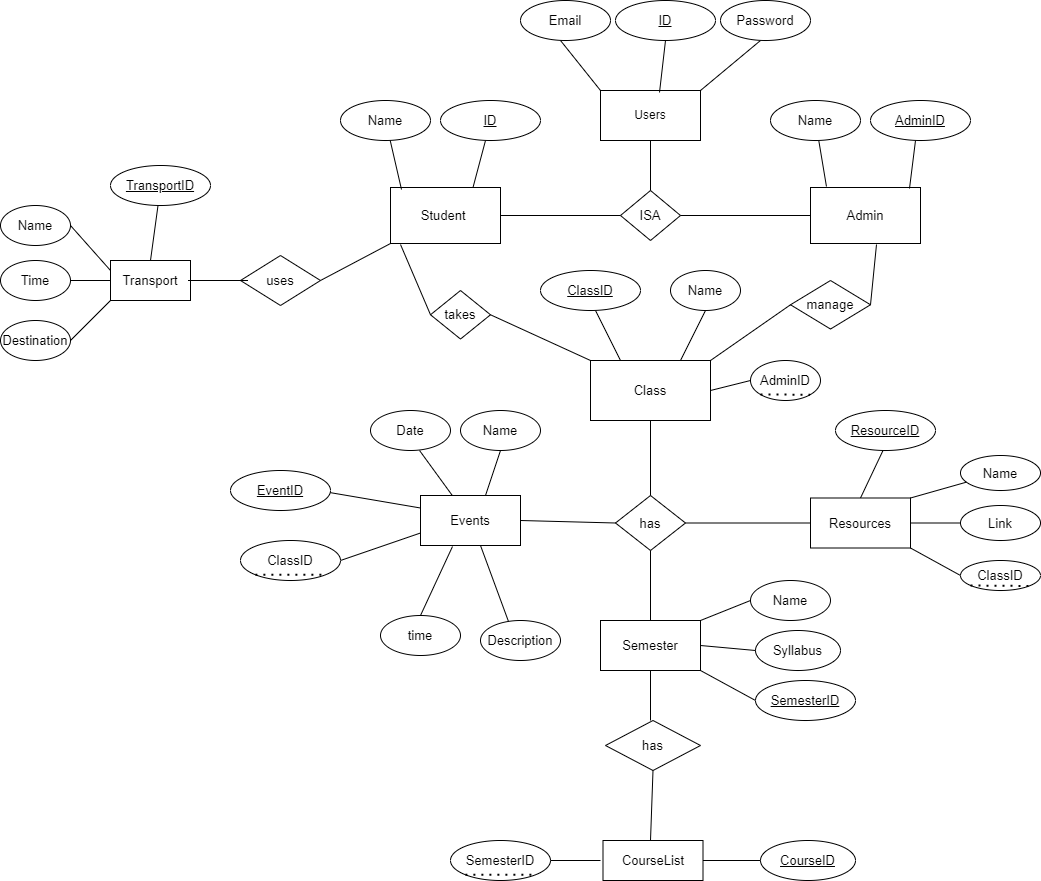 Email
ID
Password
Users
Name
ID
Name
AdminID
TransportID
Student
ISA
Admin
Name
Time
Transport
uses
Destination
takes
ClassID
Name
manage
Class
AdminID
Date
Name
ResourceID
EventID
Name
Events
has
Resources
Link
ClassID
ClassID
time
Description
Name
Semester
Syllabus
SemesterID
has
SemesterID
CourseList
CourseID